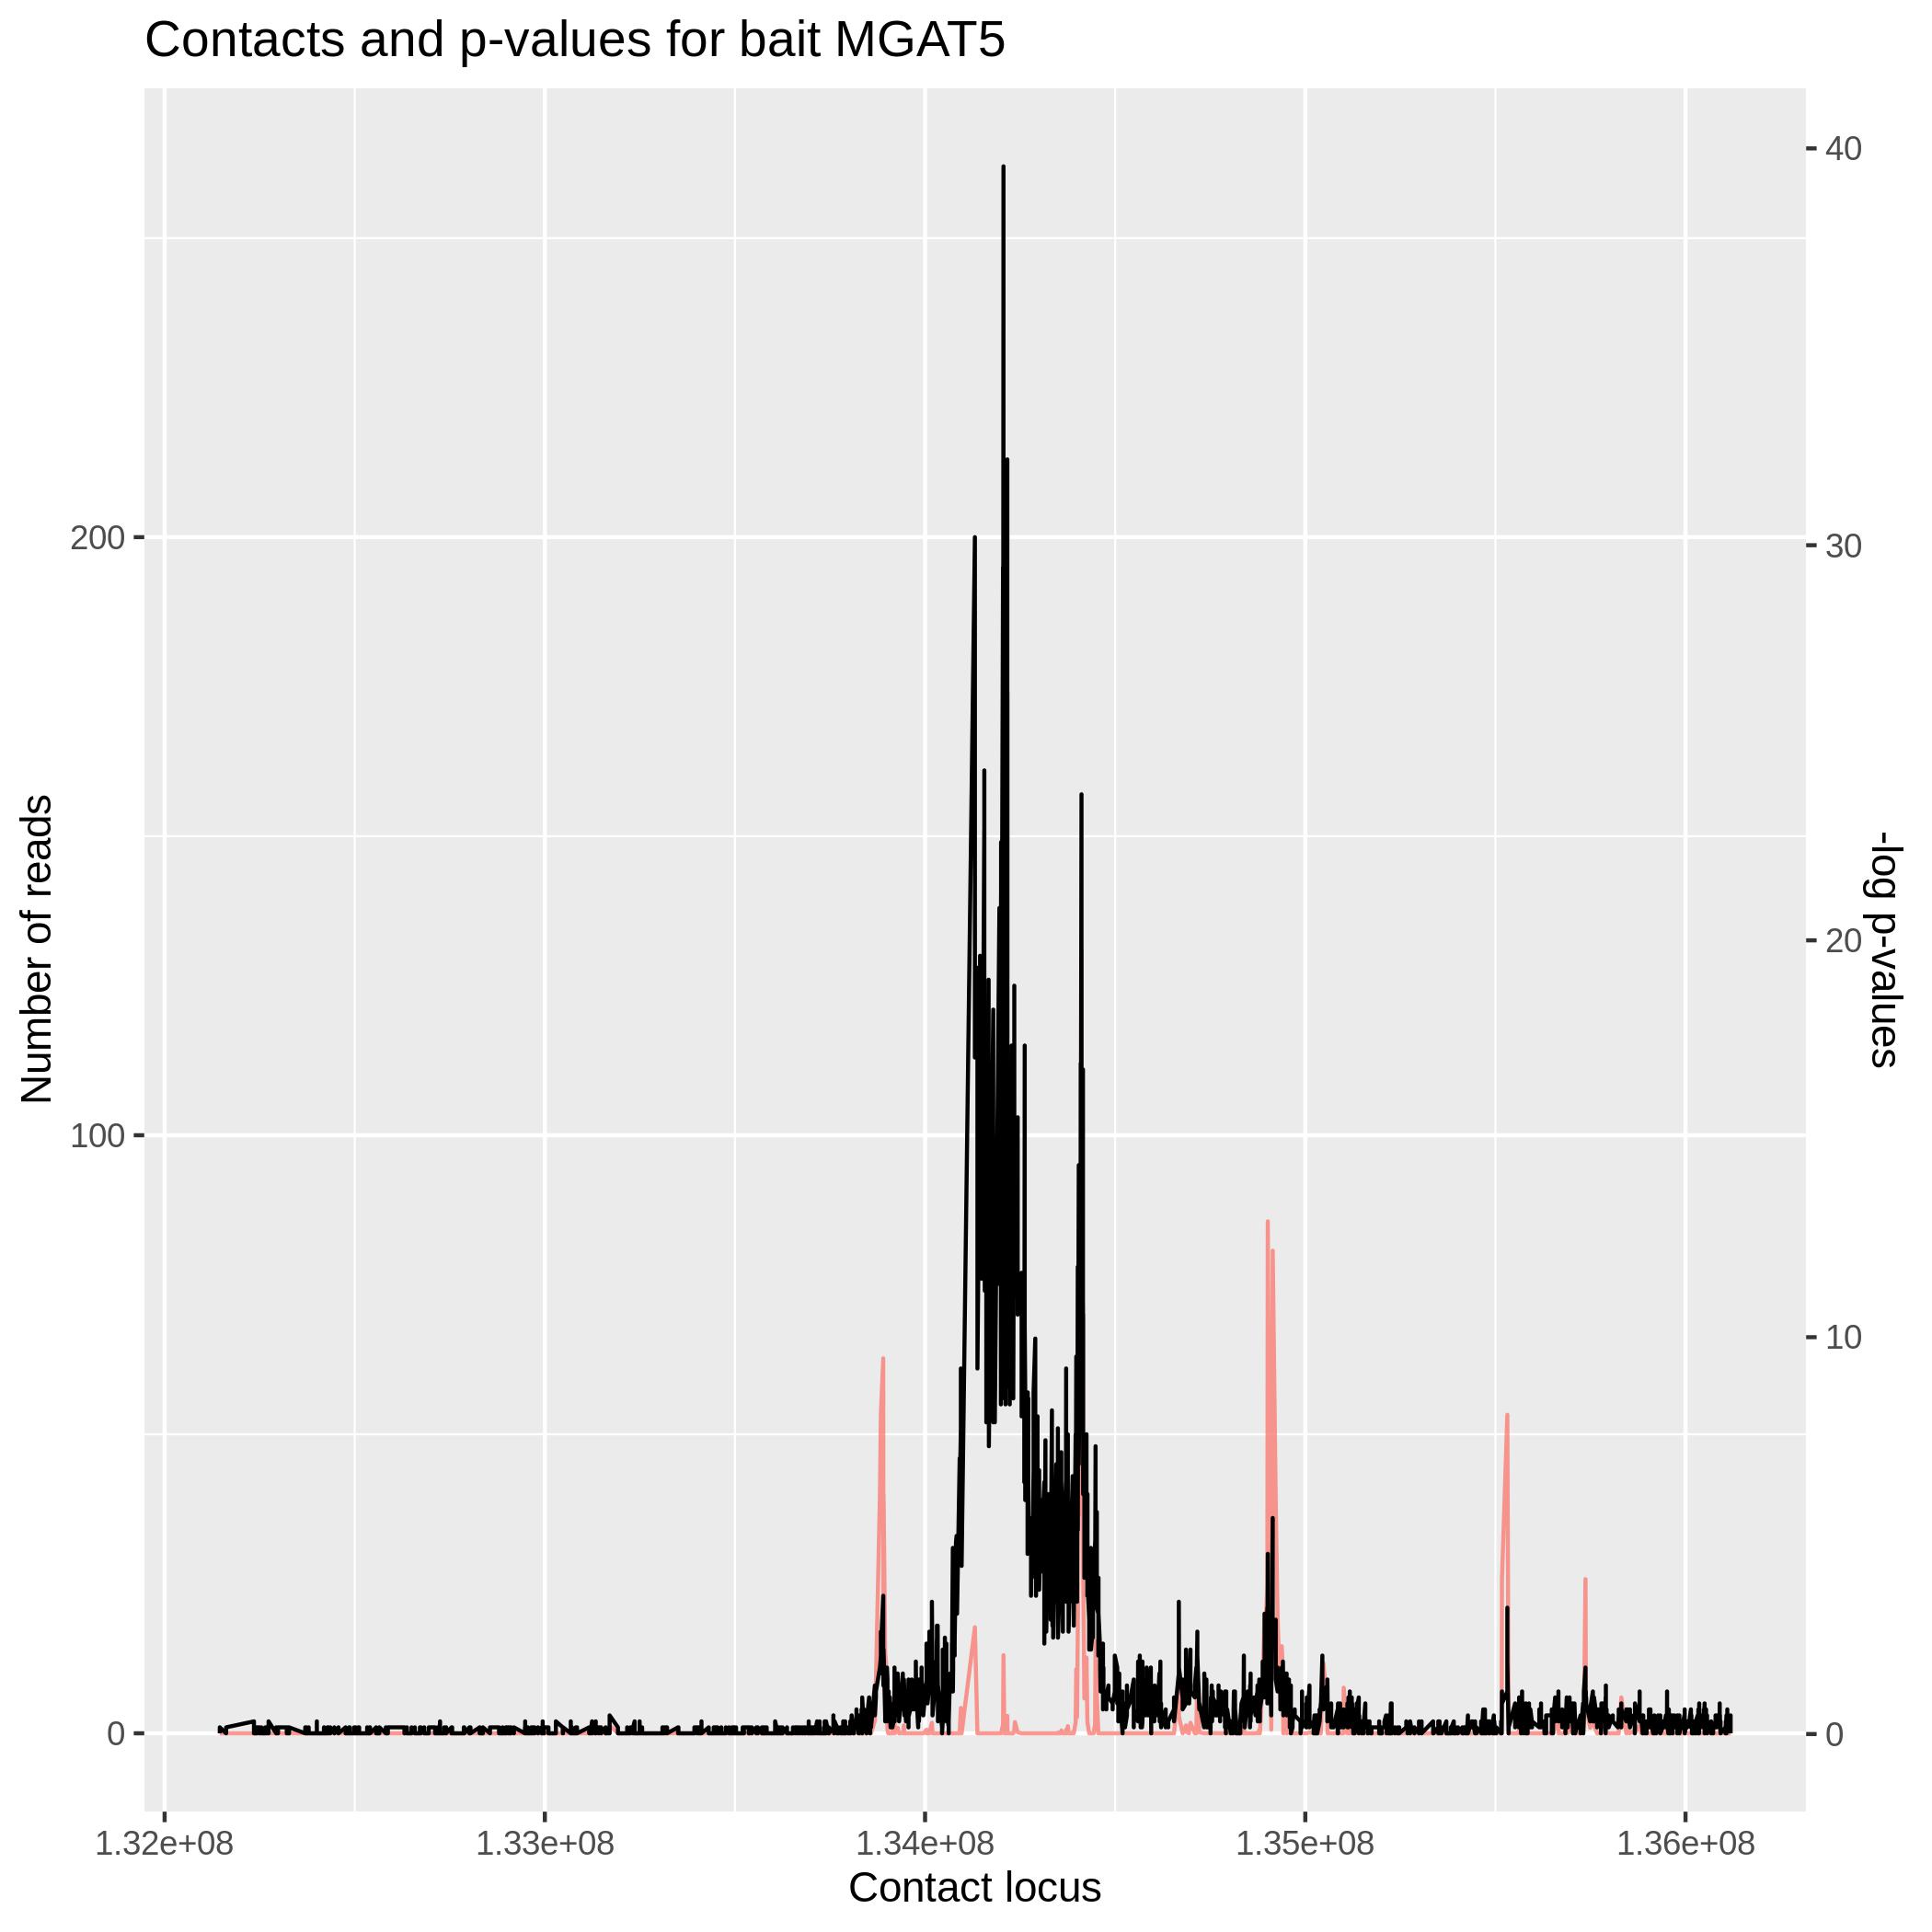 Contacts and p-values for bait MGAT5
Number of reads
200
100
0
40
30
20
10
0
-log p-values
1.32e+08
1.33e+08
1.34e+08
1.35e+08
1.36e+08
Contact locus